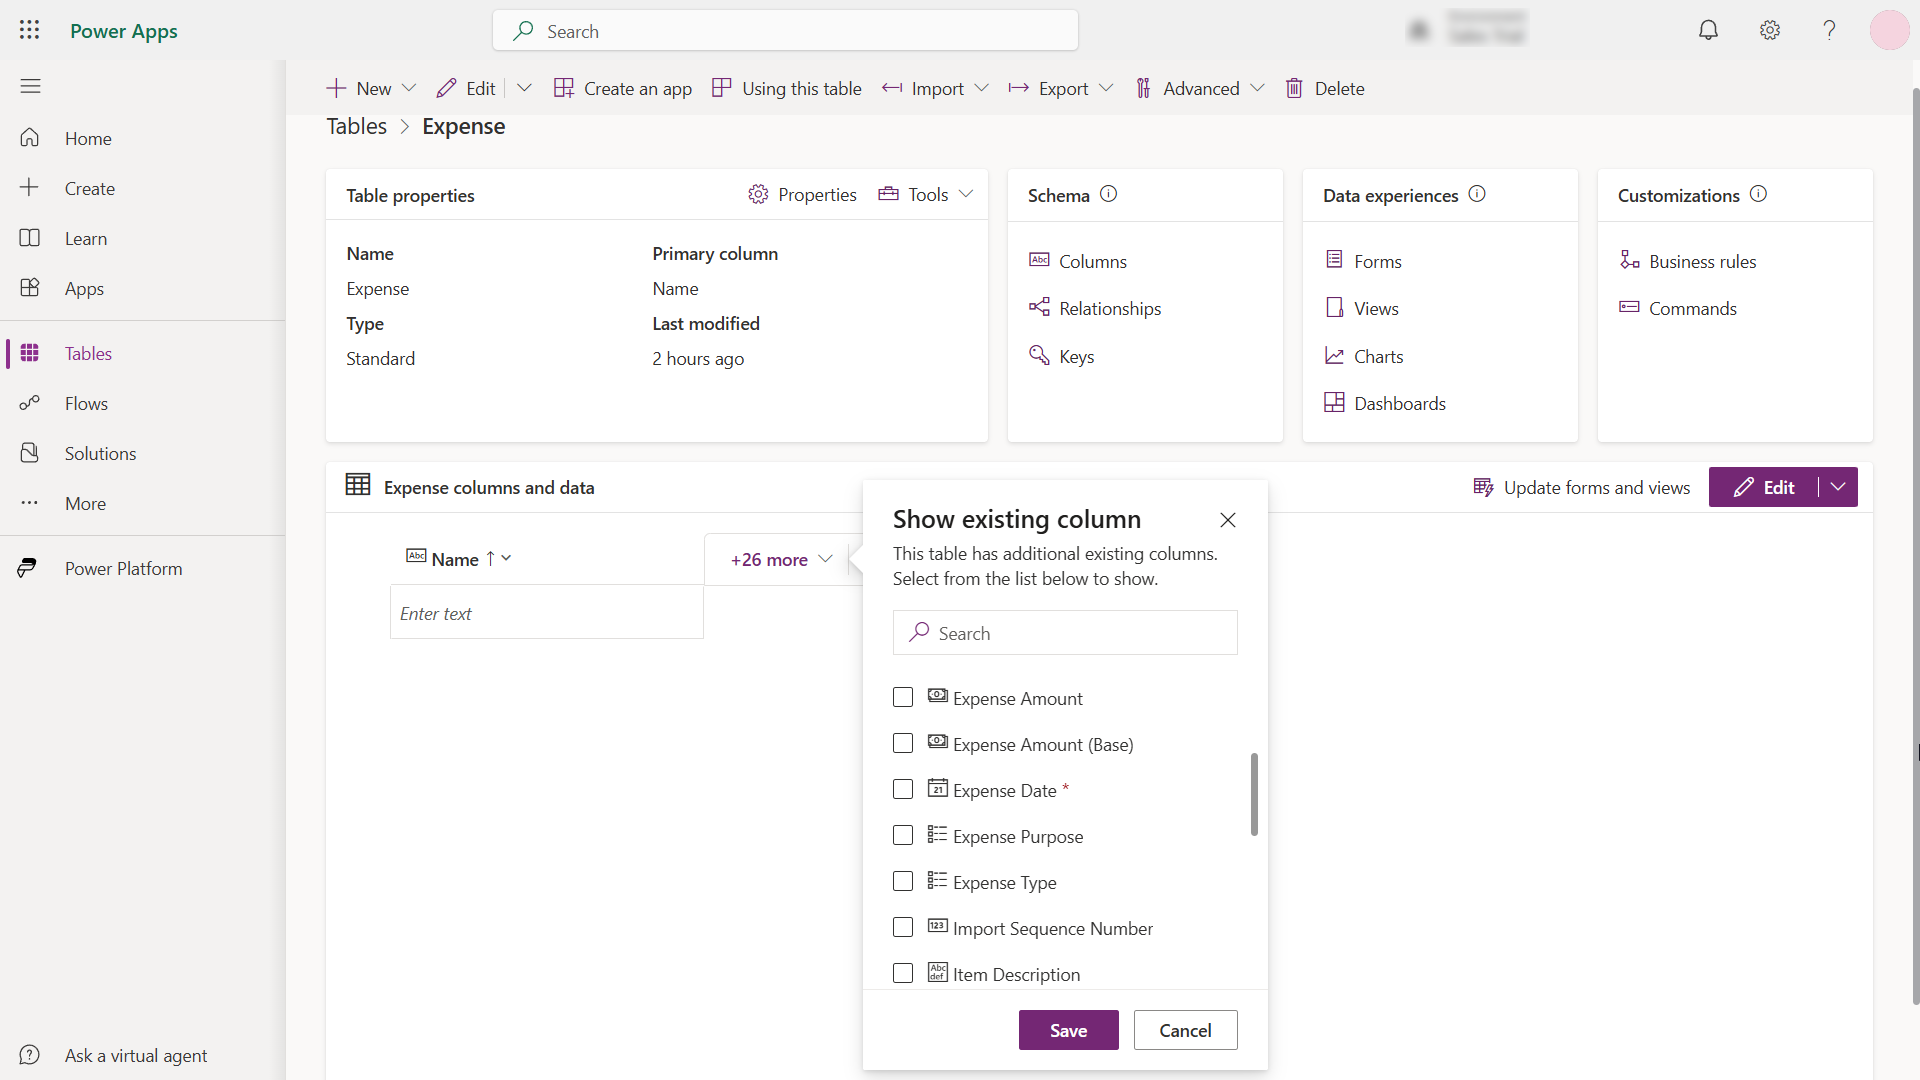 Power Apps
Search
New
Edit
Create an app
Using this table
Import
Export
Advanced
Delete
Home
Create
Learn
Apps
Tables
Flows
Solutions
More
Power Platform
Ask a virtual agent
Tables > Expense
Table properties
Properties
Tools
Name
Primary column
Expense
Name
Type
Last modified
Standard
2 hours ago
Schema
Columns
Relationships
Keys
Data experiences
Forms
Views
Charts
Dashboards
Customizations
Business rules
Commands
Expense columns and data
Update forms and views
Edit
Name
+26 more
Enter text
Show existing column
This table has additional existing columns.
Select from the list below to show.
Search
Expense Amount
Expense Amount (Base)
Expense Date *
Expense Purpose
Expense Type
Import Sequence Number
Item Description
Save
Cancel